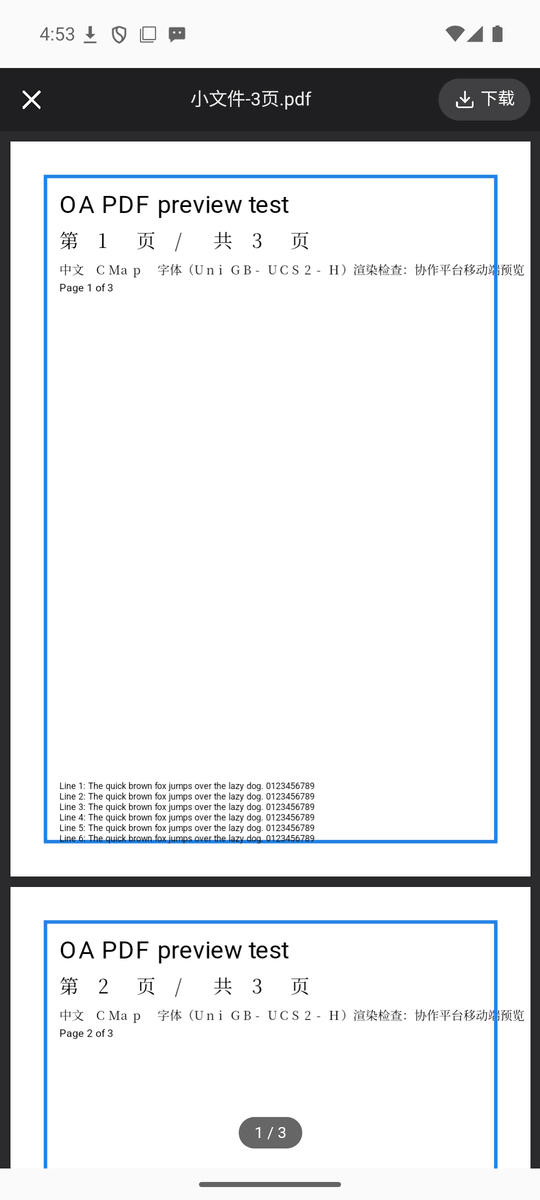 4:53
小文件-3页.pdf
下载
OA PDF preview test
第 1 页 / 共 3 页
中文 CMap 字体（UniGB-UCS2-H）渲染检查：协作平台移动端预览
Page 1 of 3
Line 1: The quick brown fox jumps over the lazy dog. 0123456789
Line 2: The quick brown fox jumps over the lazy dog. 0123456789
Line 3: The quick brown fox jumps over the lazy dog. 0123456789
Line 4: The quick brown fox jumps over the lazy dog. 0123456789
Line 5: The quick brown fox jumps over the lazy dog. 0123456789
Line 6: The quick brown fox jumps over the lazy dog. 0123456789
OA PDF preview test
第 2 页 / 共 3 页
中文 CMap 字体（UniGB-UCS2-H）渲染检查：协作平台移动端预览
Page 2 of 3
1 / 3